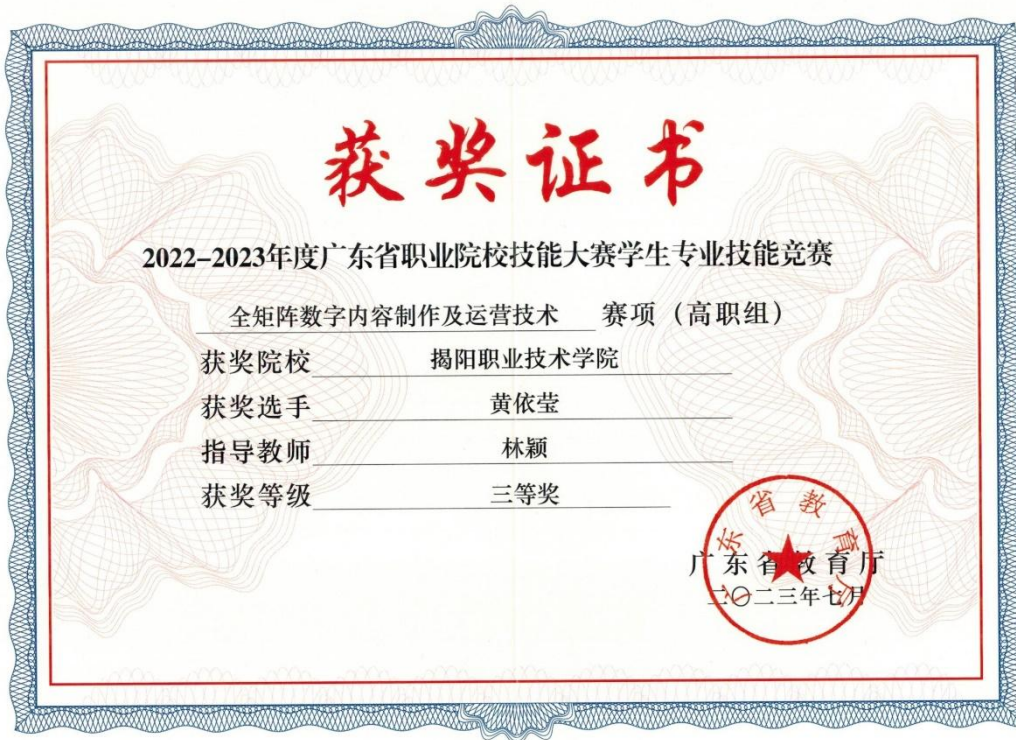 获奖证书
2022-2023年度广东省职业院校技能大赛学生专业技能竞赛
全矩阵数字内容制作及运营技术 赛项（高职组）
获奖院校 揭阳职业技术学院
获奖选手 黄依莹
指导教师 林颖
获奖等级 三等奖
广东省教育厅
广东省教育厅
二〇二三年七月